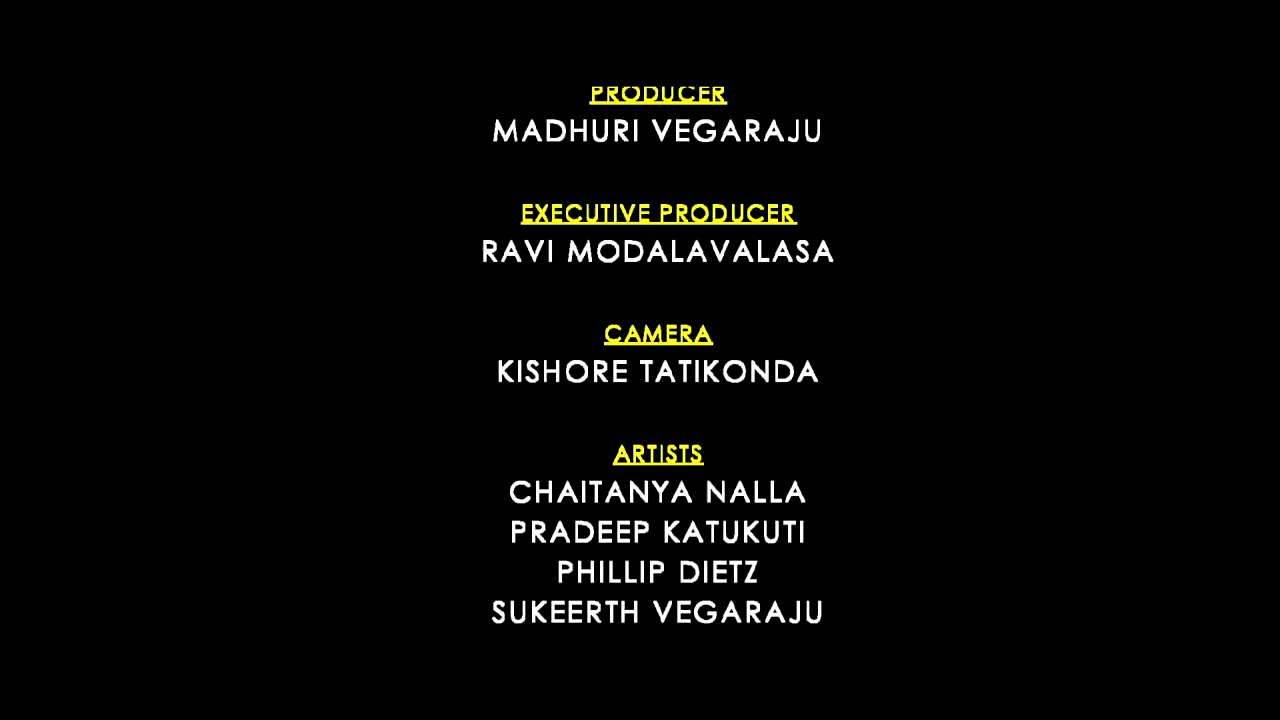 PRODUCER
MADHURI VEGARAJU
EXECUTIVE PRODUCER
RAVI MODALAVALASA
CAMERA
KISHORE TATIKONDA
ARTISTS
CHAITANYA NALLA
PRADEEP KATUKUTI
PHILLIP DIETZ
SUKEERTH VEGARAJU